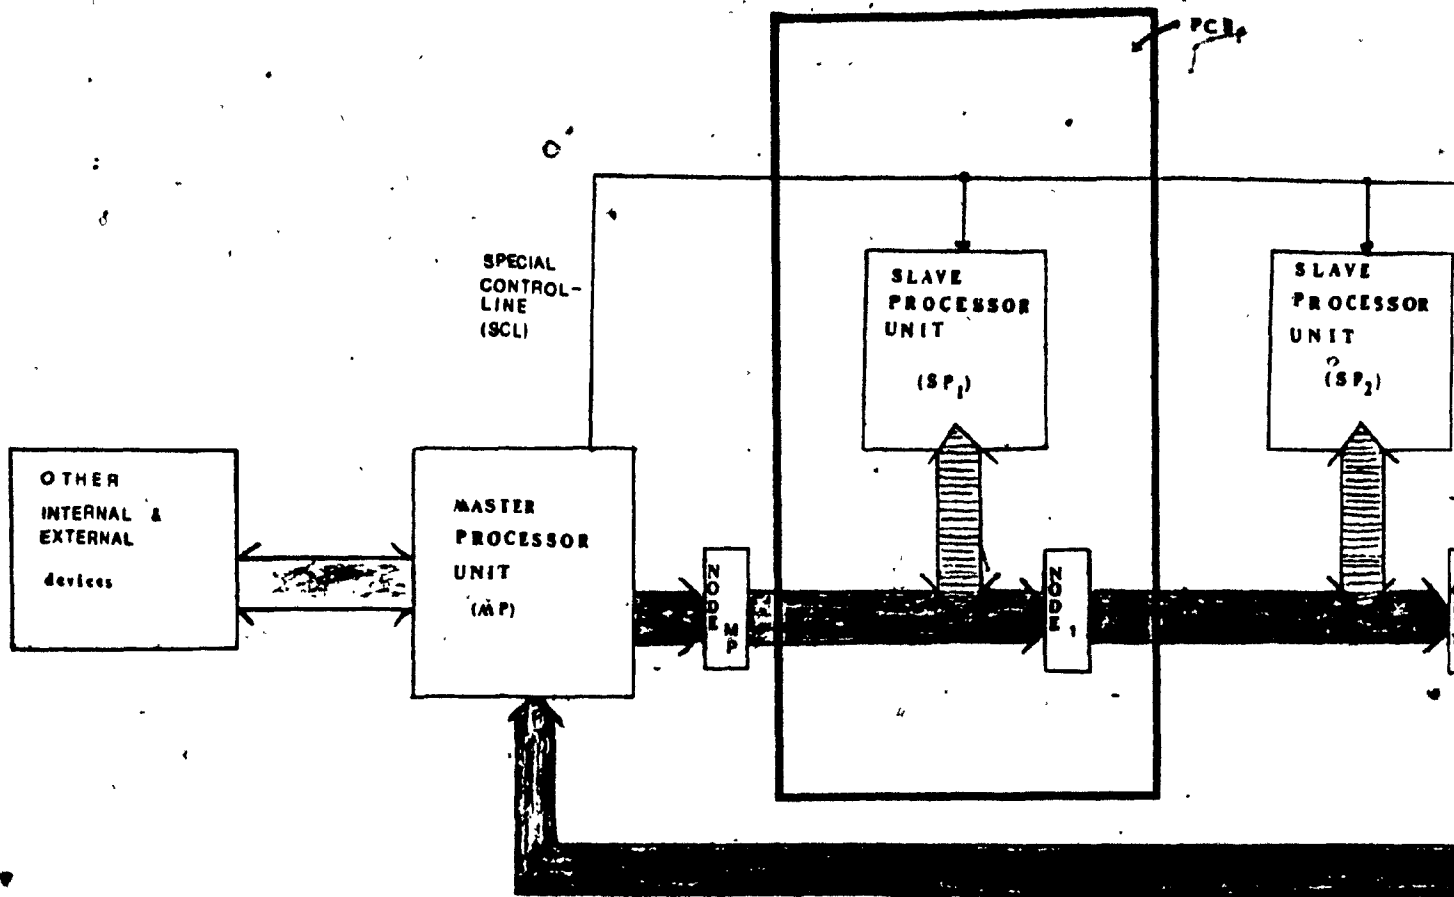 PCB₁
SPECIAL
CONTROL-
LINE
(SCL)
SLAVE
PROCESSOR
UNIT
(SP₁)
SLAVE
PROCESSOR
UNIT
(SP₂)
OTHER
INTERNAL &
EXTERNAL
devices
MASTER
PROCESSOR
UNIT
(MP)
NODE MP
NODE 1